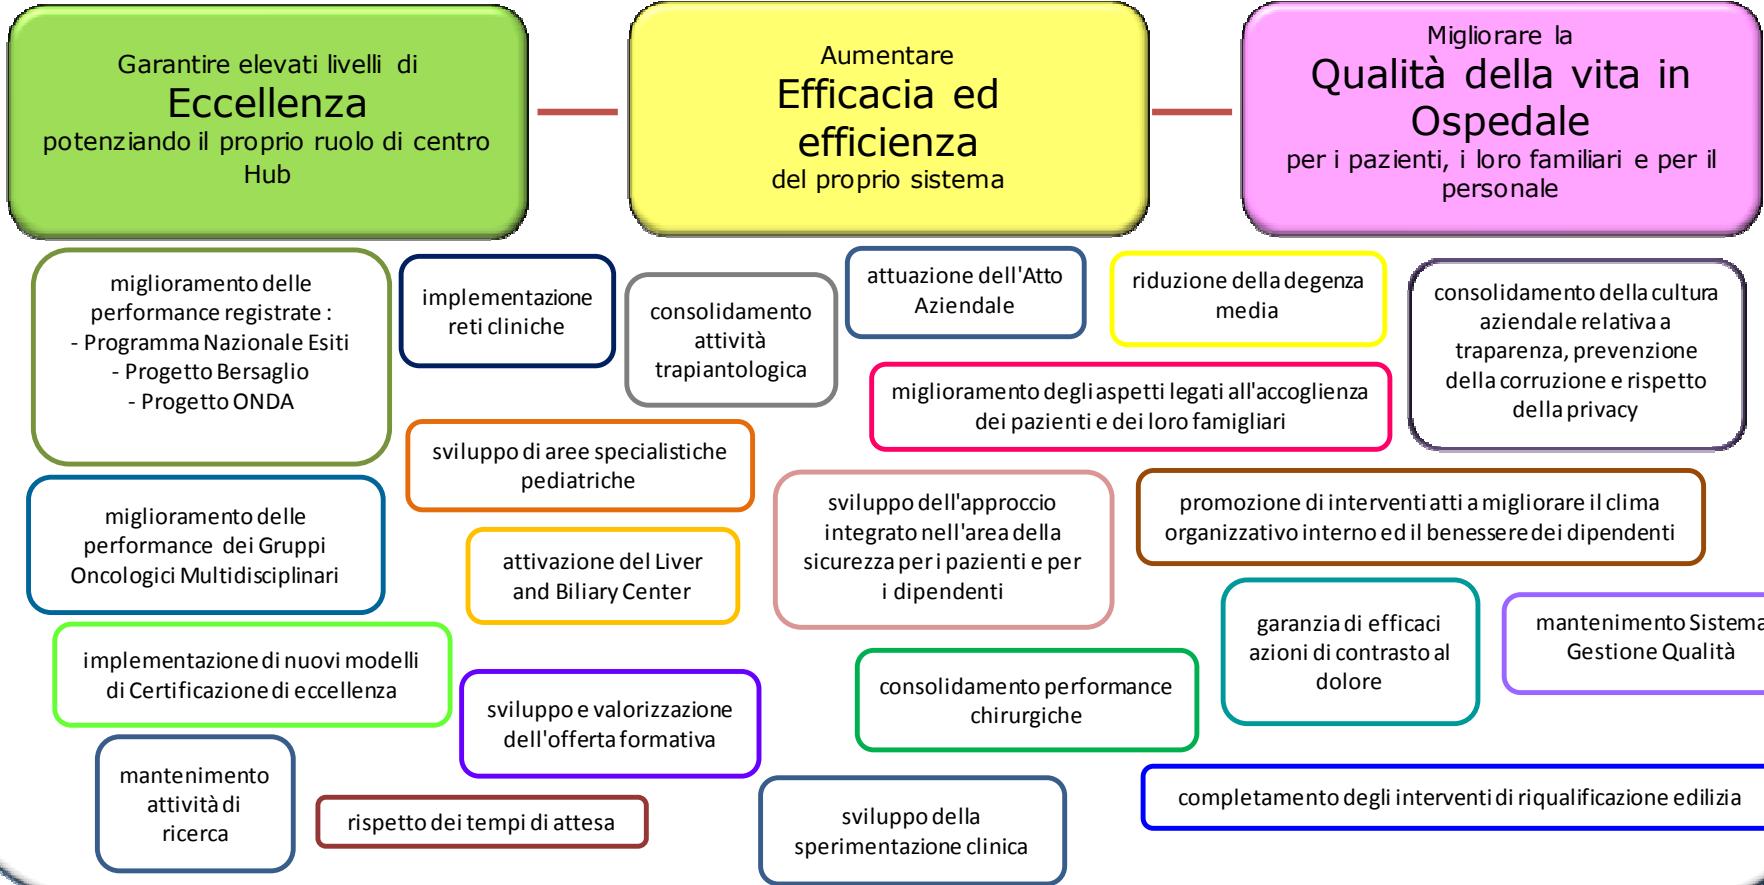 Garantire elevati livelli di
Eccellenza
potenziando il proprio ruolo di centro
Hub
Aumentare
Efficacia ed
efficienza
del proprio sistema
Migliorare la
Qualità della vita in
Ospedale
per i pazienti, i loro familiari e per il
personale
miglioramento delle
performance registrate :
- Programma Nazionale Esiti
- Progetto Bersaglio
- Progetto ONDA
implementazione
reti cliniche
consolidamento
attività
trapiantologica
attuazione dell'Atto
Aziendale
riduzione della degenza
media
consolidamento della cultura
aziendale relativa a
traparenza, prevenzione
della corruzione e rispetto
della privacy
miglioramento degli aspetti legati all'accoglienza
dei pazienti e dei loro famigliari
sviluppo di aree specialistiche
pediatriche
miglioramento delle
performance dei Gruppi
Oncologici Multidisciplinari
attivazione del Liver
and Biliary Center
sviluppo dell'approccio
integrato nell'area della
sicurezza per i pazienti e per
i dipendenti
promozione di interventi atti a migliorare il clima
organizzativo interno ed il benessere dei dipendenti
garanzia di efficaci
azioni di contrasto al
dolore
mantenimento Sistema
Gestione Qualità
implementazione di nuovi modelli
di Certificazione di eccellenza
sviluppo e valorizzazione
dell'offerta formativa
consolidamento performance
chirurgiche
mantenimento
attività di
ricerca
rispetto dei tempi di attesa
sviluppo della
sperimentazione clinica
completamento degli interventi di riqualificazione edilizia